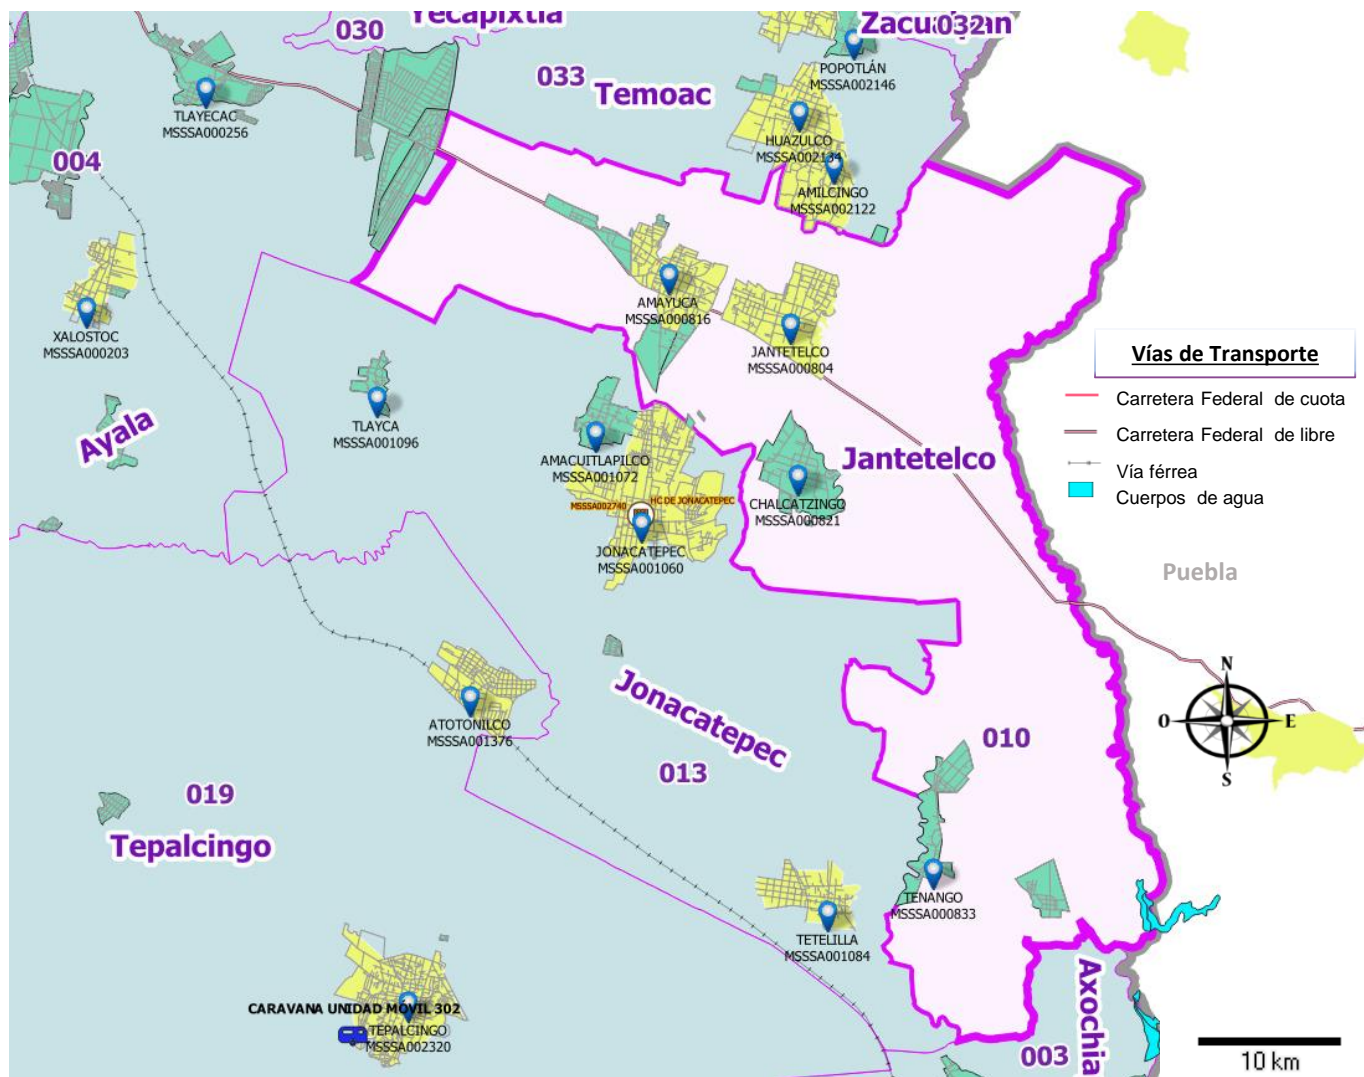 Yecapixtla
Zacualpan
032
030
033
Temoac
POPOTLÁN
MSSSA002146
TLAYECAC
MSSSA000256
HUAZULCO
MSSSA002134
004
AMILCINGO
MSSSA002122
AMAYUCA
MSSSA000816
XALOSTOC
MSSSA000203
JANTETELCO
MSSSA000804
Vías de Transporte
Carretera Federal de cuota
Carretera Federal de libre
Vía férrea
Cuerpos de agua
TLAYCA
MSSSA001096
Ayala
AMACUITLAPILCO
MSSSA001072
Jantetelco
MSSSA002740
HC DE JONACATEPEC
CHALCATZINGO
MSSSA000821
JONACATEPEC
MSSSA001060
Puebla
N
O
E
S
ATOTONILCO
MSSSA001376
Jonacatepec
013
010
019
Tepalcingo
TENANGO
MSSSA000833
TETELILLA
MSSSA001084
CARAVANA UNIDAD MÓVIL 302
TEPALCINGO
MSSSA002320
Axochia
003
10 km